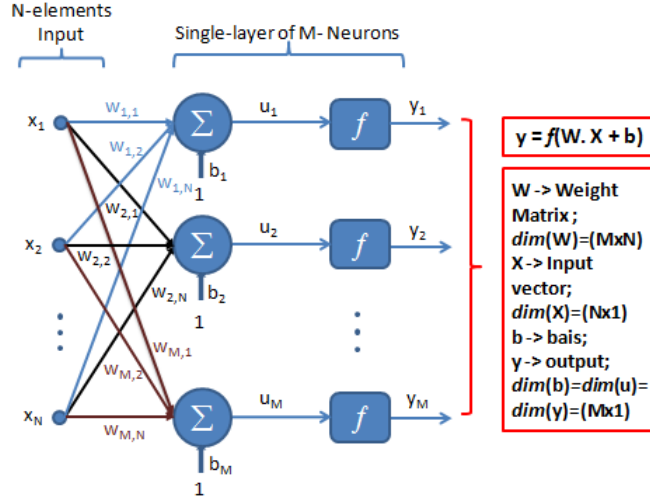 N-elements
Input
Single-layer of M- Neurons
x1
w1,1
Σ
u1
f
y1
w1,2
b1
w1,N
1
w2,1
x2
w2,2
Σ
u2
f
y2
w2,N
b2
1
wM,1
wM,2
xN
wM,N
Σ
uM
f
yM
bM
1
y = f(W. X + b)
W -> Weight
Matrix ;
dim(W)=(MxN)
X -> Input
vector;
dim(X)=(Nx1)
b -> bais;
y -> output;
dim(b)=dim(u)=
dim(y)=(Mx1)